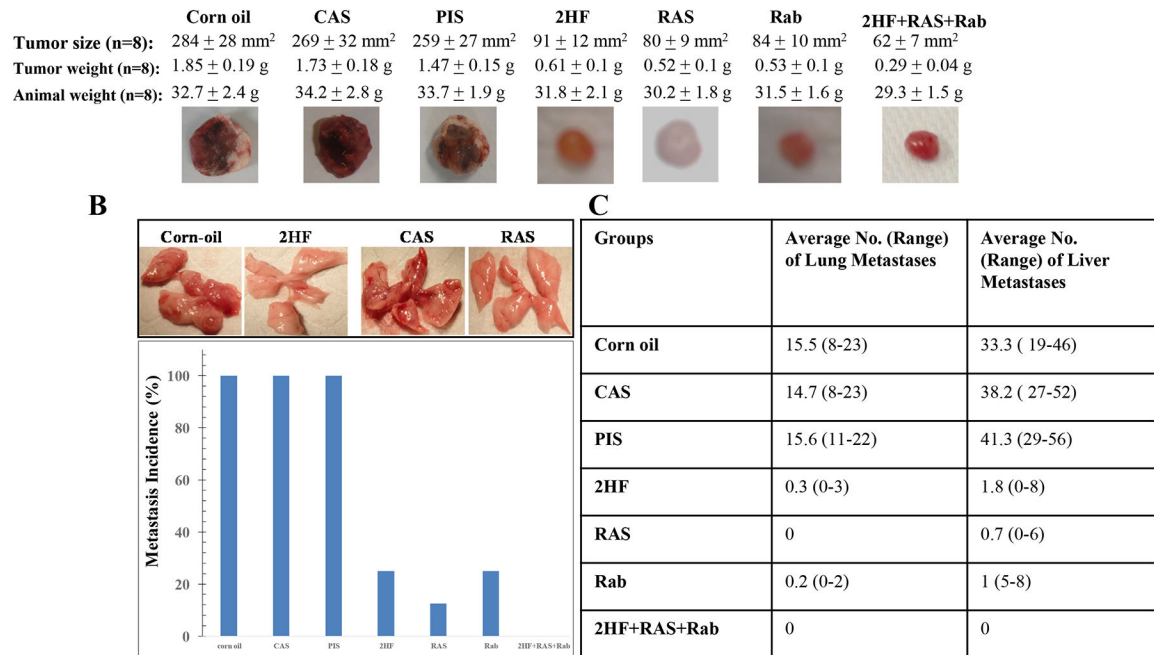 Corn oil CAS PIS 2HF RAS Rab 2HF+RAS+Rab
Tumor size (n=8): 284 ± 28 mm² 269 ± 32 mm² 259 ± 27 mm² 91 ± 12 mm² 80 ± 9 mm² 84 ± 10 mm² 62 ± 7 mm²
Tumor weight (n=8): 1.85 ± 0.19 g 1.73 ± 0.18 g 1.47 ± 0.15 g 0.61 ± 0.1 g 0.52 ± 0.1 g 0.53 ± 0.1 g 0.29 ± 0.04 g
Animal weight (n=8): 32.7 ± 2.4 g 34.2 ± 2.8 g 33.7 ± 1.9 g 31.8 ± 2.1 g 30.2 ± 1.8 g 31.5 ± 1.6 g 29.3 ± 1.5 g
B
Corn-oil 2HF CAS RAS
Metastasis Incidence (%)
100
80
60
40
20
0
corn oil CAS PIS 2HF RAS Rab 2HF+RAS+Rab
C
Groups Average No. (Range) of Lung Metastases Average No. (Range) of Liver Metastases
Corn oil 15.5 (8-23) 33.3 ( 19-46)
CAS 14.7 (8-23) 38.2 ( 27-52)
PIS 15.6 (11-22) 41.3 (29-56)
2HF 0.3 (0-3) 1.8 (0-8)
RAS 0 0.7 (0-6)
Rab 0.2 (0-2) 1 (5-8)
2HF+RAS+Rab 0 0